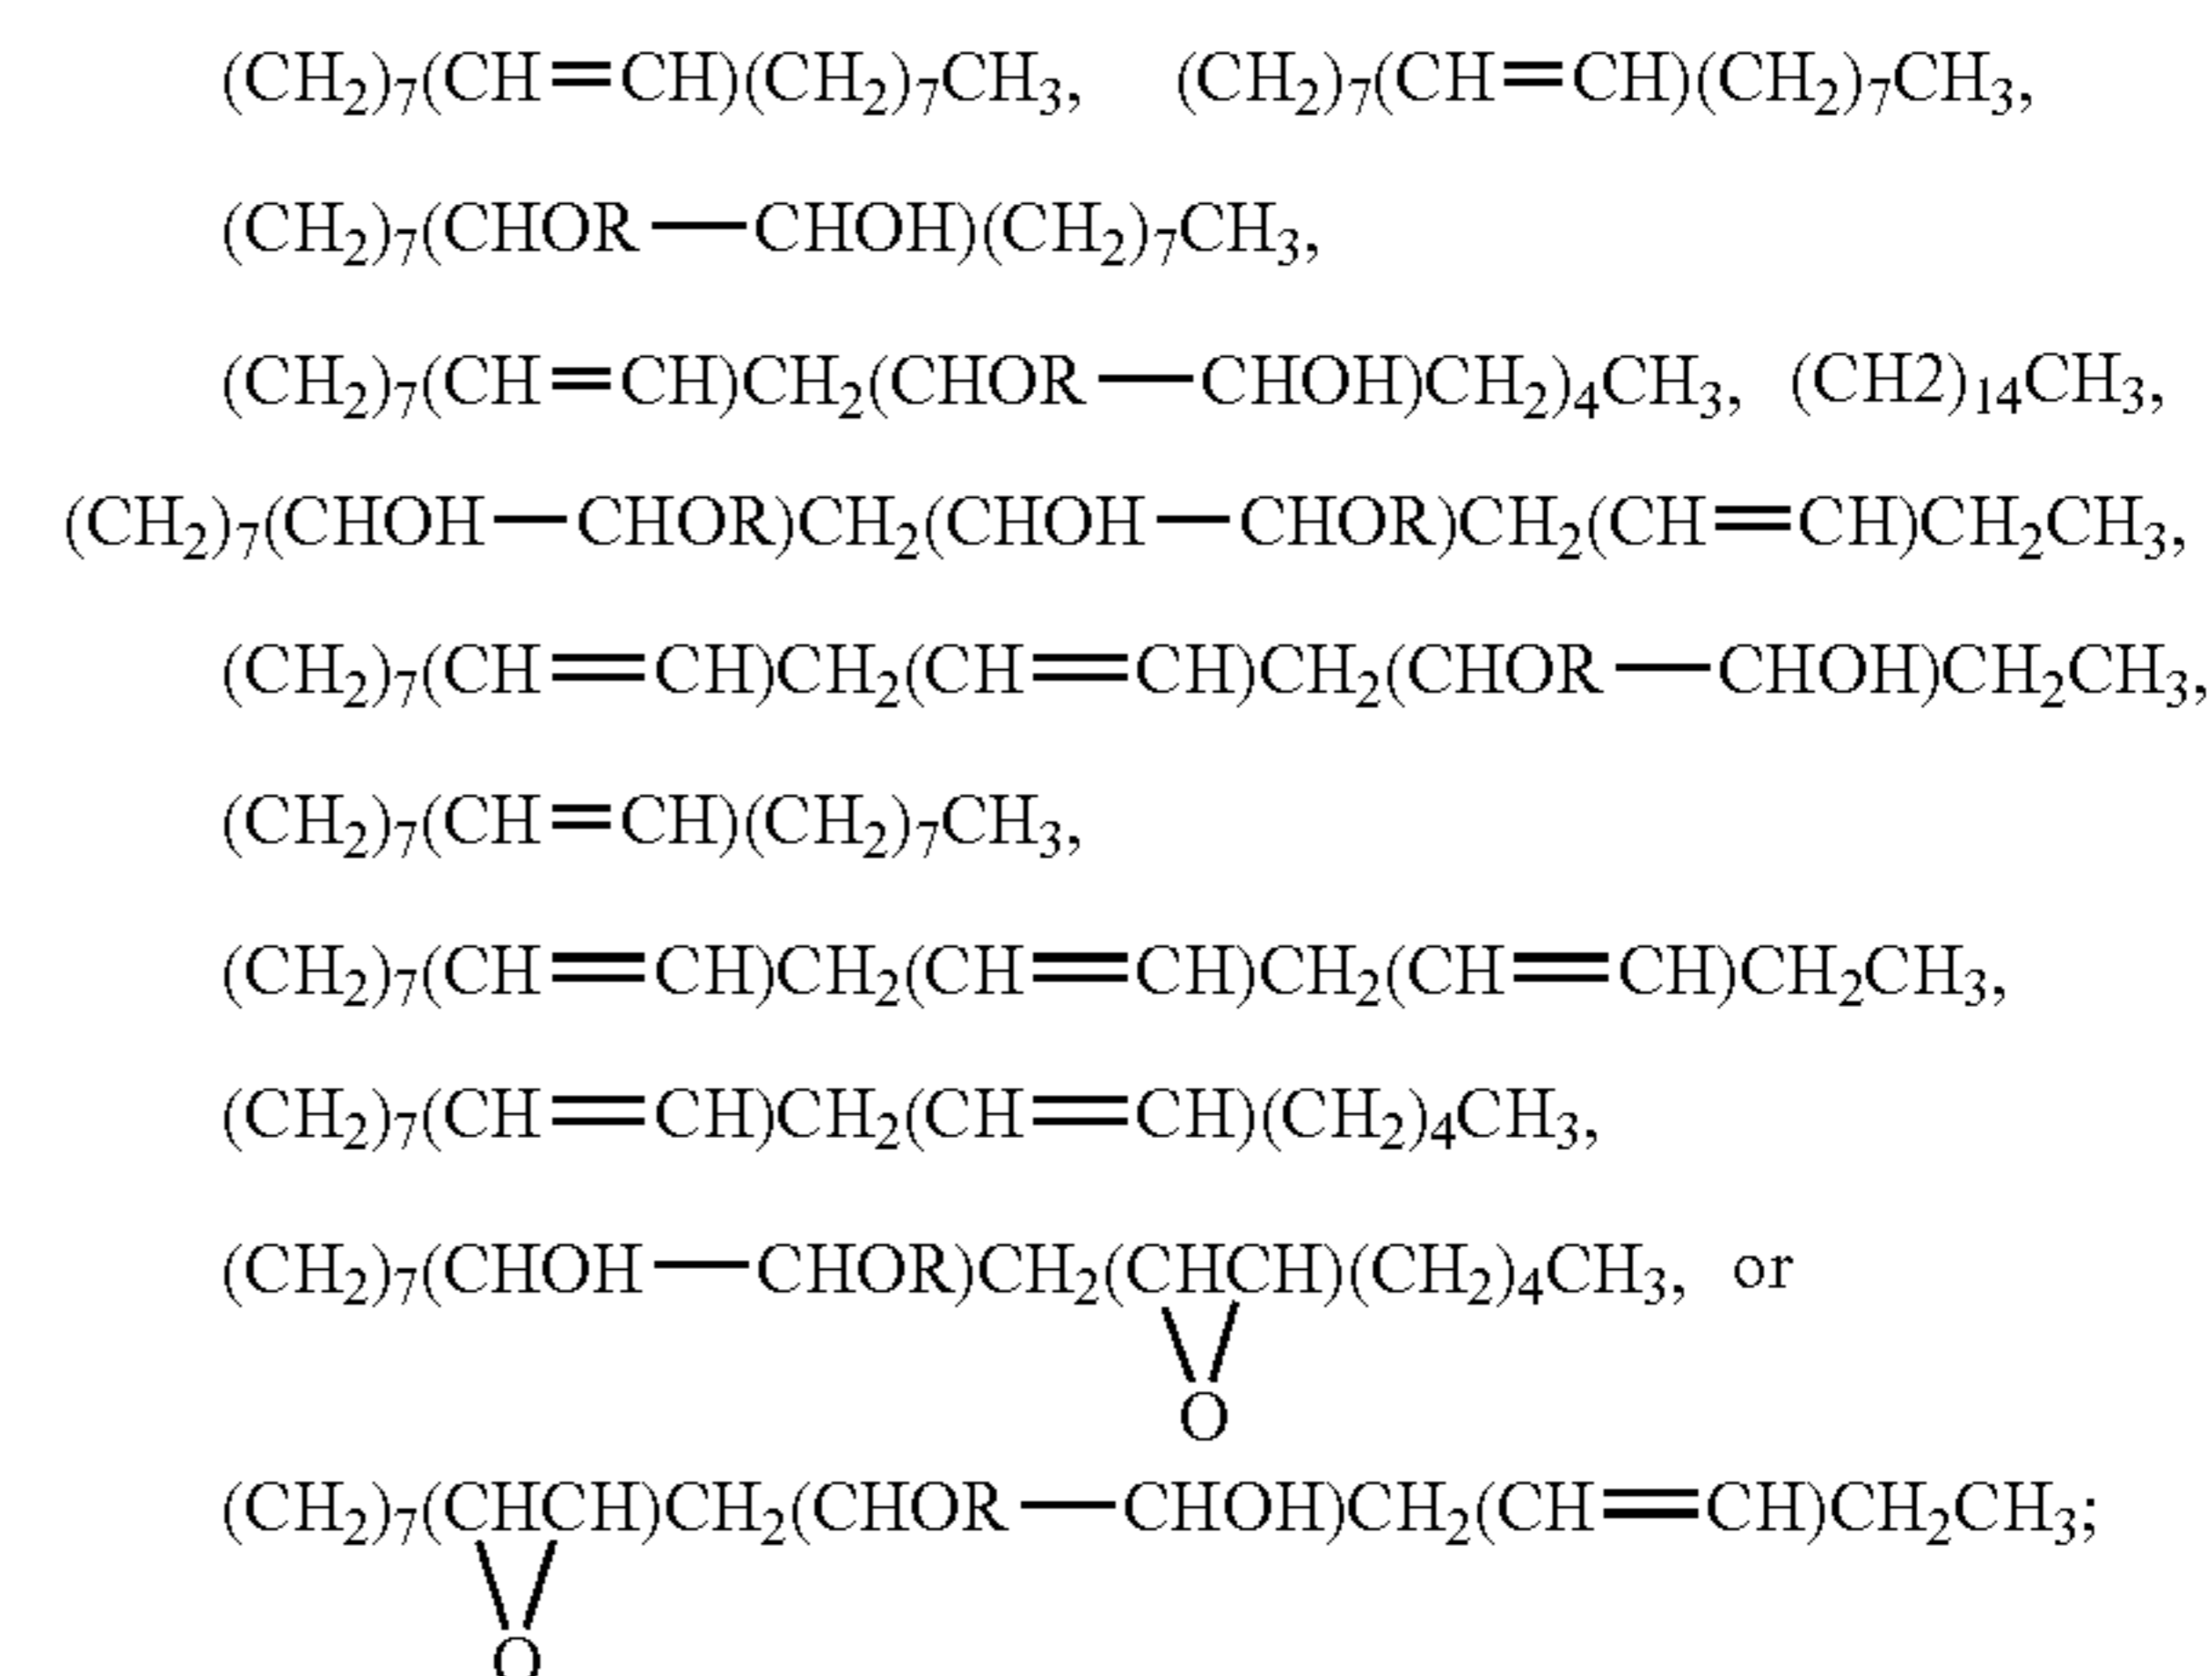 (CH₂)₇(CH=CH)(CH₂)₇CH₃, (CH₂)₇(CH=CH)(CH₂)₇CH₃,
(CH₂)₇(CHOR—CHOH)(CH₂)₇CH₃,
(CH₂)₇(CH=CH)CH₂(CHOR—CHOH)CH₂)₄CH₃, (CH2)₁₄CH₃,
(CH₂)₇(CHOH—CHOR)CH₂(CHOH—CHOR)CH₂(CH=CH)CH₂CH₃,
(CH₂)₇(CH=CH)CH₂(CH=CH)CH₂(CHOR—CHOH)CH₂CH₃,
(CH₂)₇(CH=CH)(CH₂)₇CH₃,
(CH₂)₇(CH=CH)CH₂(CH=CH)CH₂(CH=CH)CH₂CH₃,
(CH₂)₇(CH=CH)CH₂(CH=CH)(CH₂)₄CH₃,
(CH₂)₇(CHOH—CHOR)CH₂(CHCH)(CH₂)₄CH₃, or
O
(CH₂)₇(CHCH)CH₂(CHOR—CHOH)CH₂(CH=CH)CH₂CH₃;
O